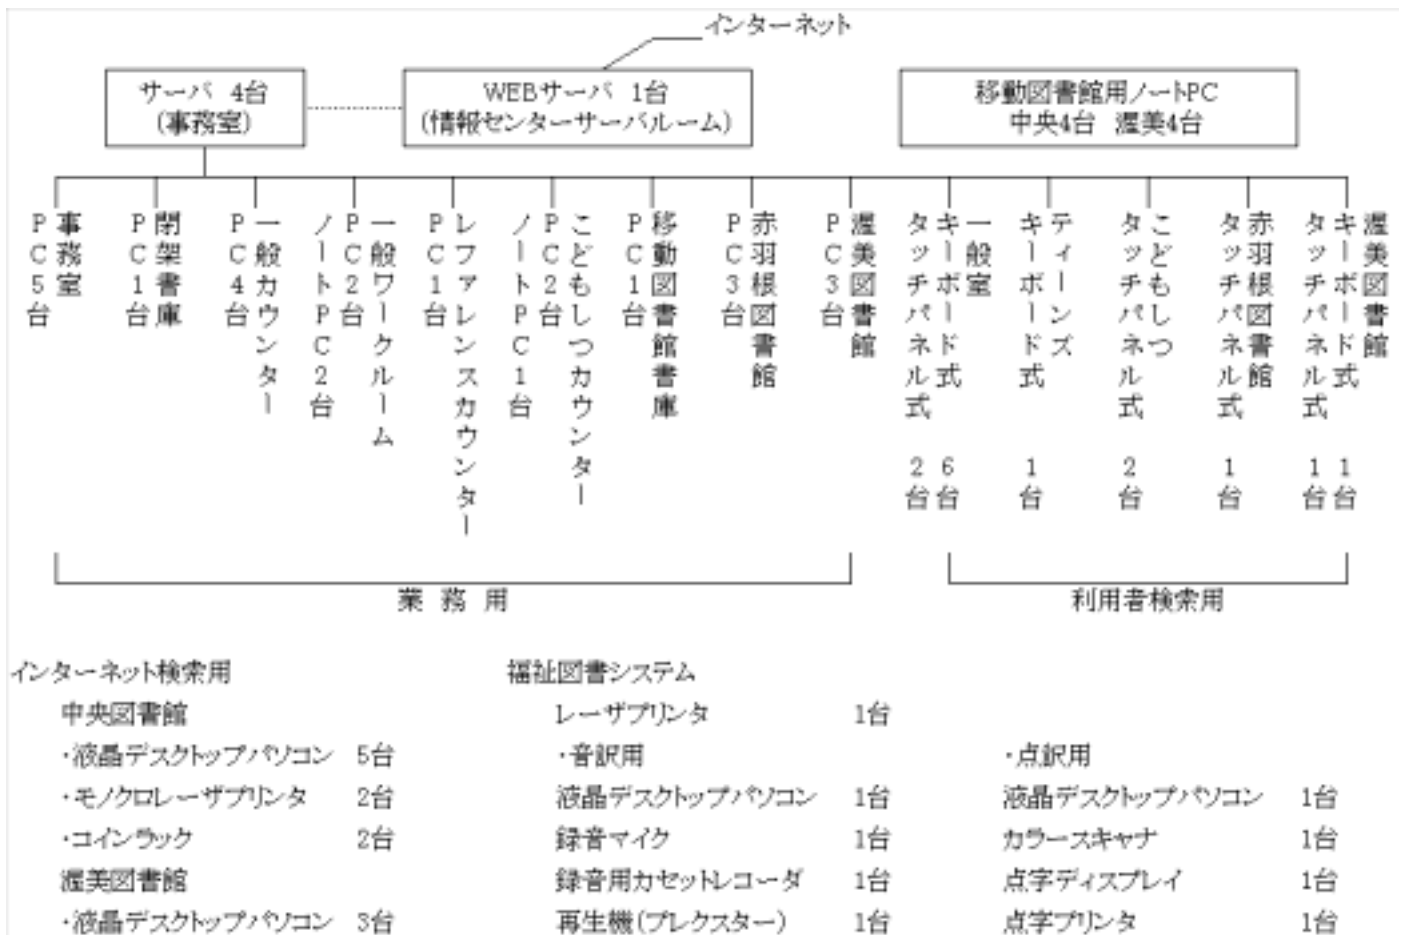 インターネット
サーバ 4台
(事務室)
WEBサーバ 1台
(情報センターサーバルーム)
移動図書館用ノートPC
中央4台 渥美4台
事務室
PC5台
閉架書庫
PC1台
一般カウンター
PC4台
一般ワークルーム
PC2台
ノートPC2台
レファレンスカウンター
PC1台
こどもしつカウンター
PC2台
ノートPC1台
移動図書館書庫
PC1台
赤羽根図書館
PC3台
渥美図書館
PC3台
一般室
キーボード式 6台
タッチパネル式 2台
ティーンズ
キーボード式 1台
こどもしつ
タッチパネル式 2台
赤羽根図書館
タッチパネル式 1台
渥美図書館
キーボード式 1台
タッチパネル式 1台
業務用
利用者検索用
インターネット検索用
中央図書館
・液晶デスクトップパソコン 5台
・モノクロレーザプリンタ 2台
・コインラック 2台
渥美図書館
・液晶デスクトップパソコン 3台
福祉図書システム
レーザプリンタ 1台
・音訳用
液晶デスクトップパソコン 1台
録音マイク 1台
録音用カセットレコーダ 1台
再生機(プレクスター) 1台
・点訳用
液晶デスクトップパソコン 1台
カラースキャナ 1台
点字ディスプレイ 1台
点字プリンタ 1台